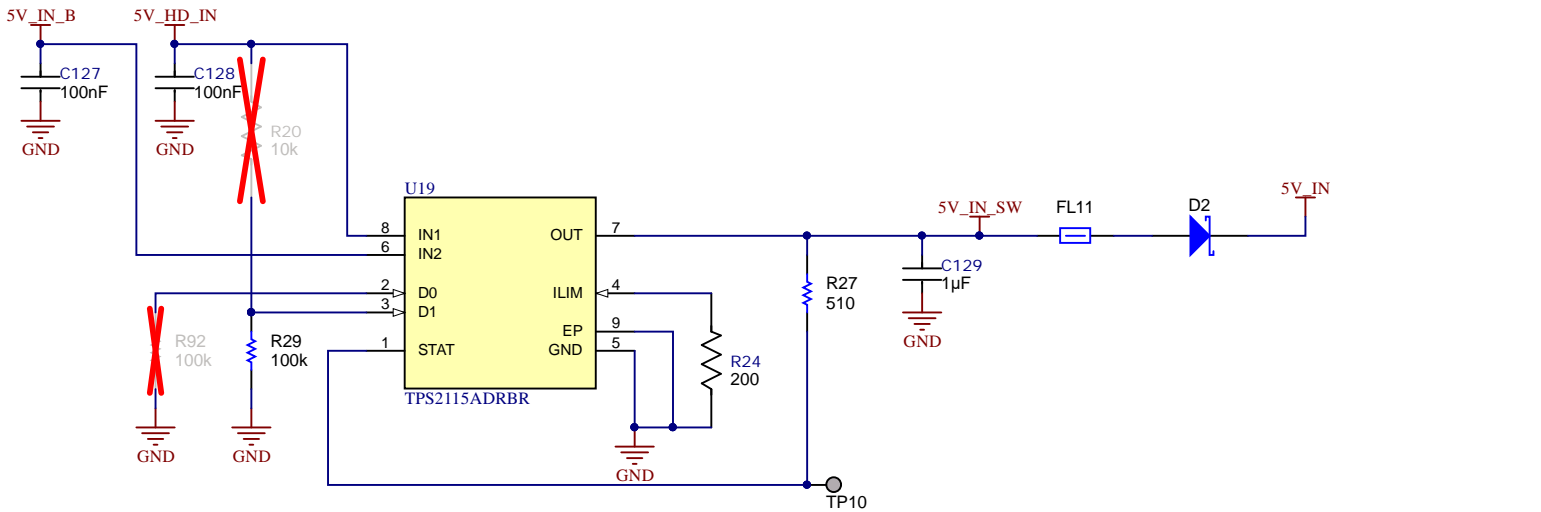 5V_IN_B
5V_HD_IN
C127
100nF
C128
100nF
GND
GND
R20
10k
U19
5V_IN_SW
FL11
D2
5V_IN
8
IN1
OUT
7
6
IN2
2
D0
ILIM
4
3
D1
EP
9
1
STAT
GND
5
TPS2115ADRBR
R92
100k
R29
100k
GND
GND
R27
510
C129
1µF
GND
R24
200
GND
TP10